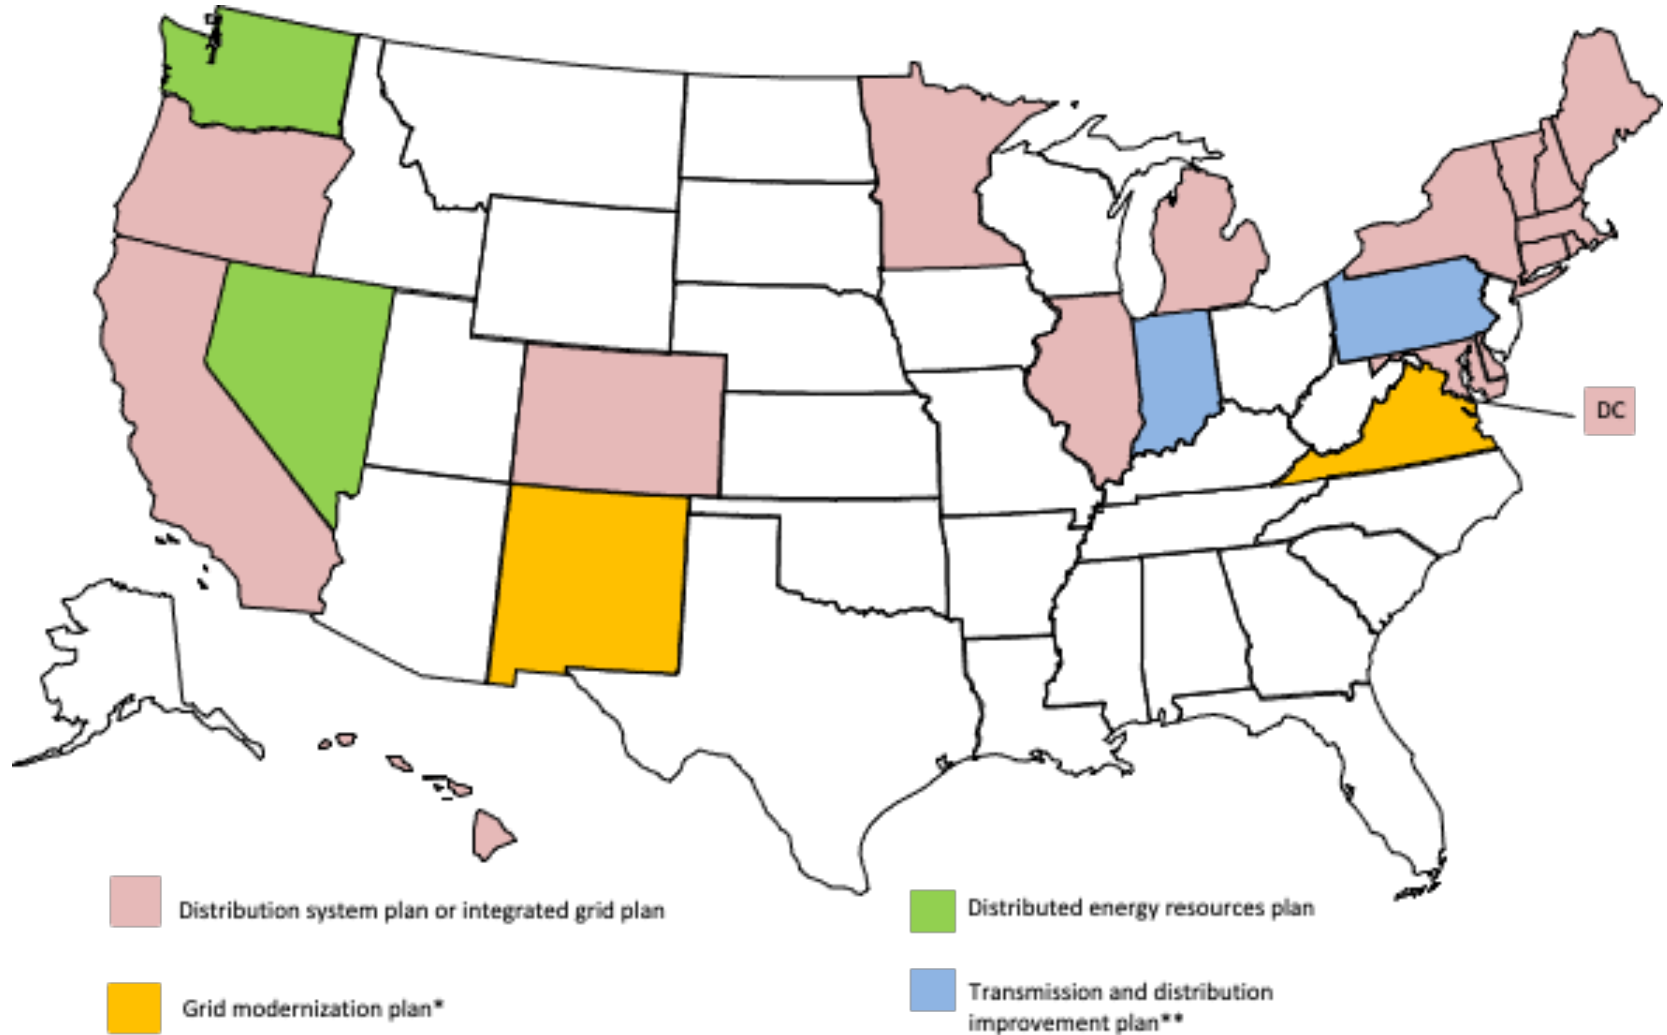 DC
Distribution system plan or integrated grid plan
Distributed energy resources plan
Grid modernization plan*
Transmission and distribution
improvement plan**